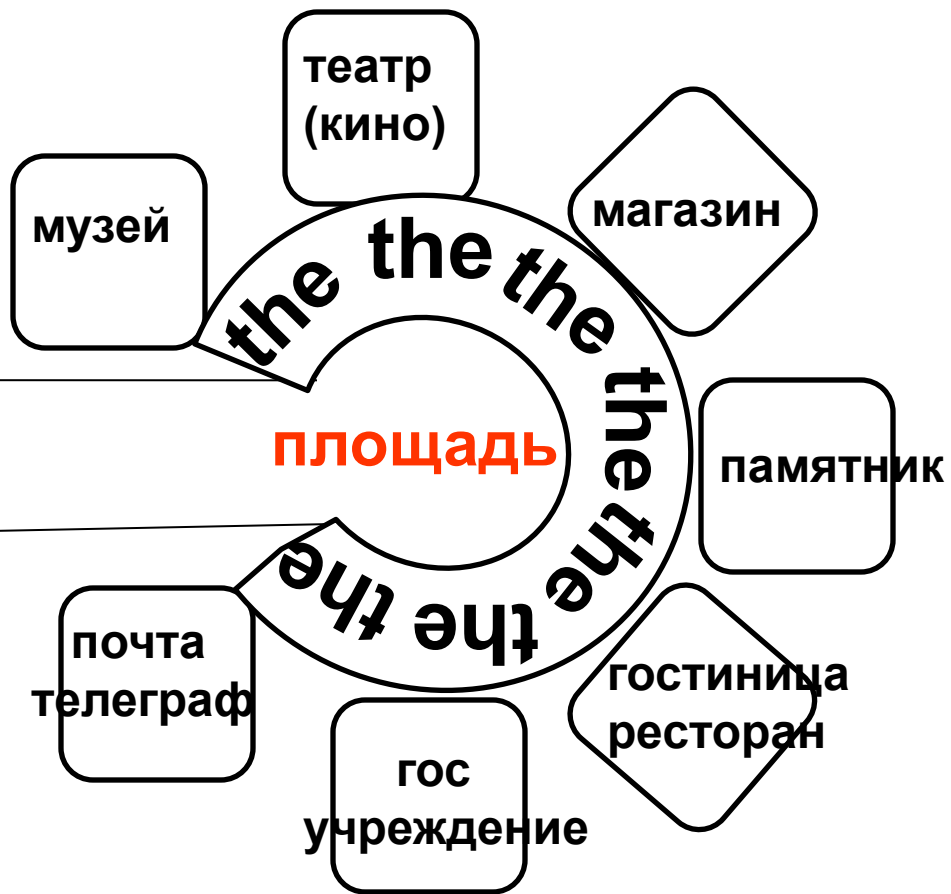 театр
(кино)
музей
магазин
the the the the the the the
площадь
памятник
почта
телеграф
гостиница
ресторан
гос
учреждение